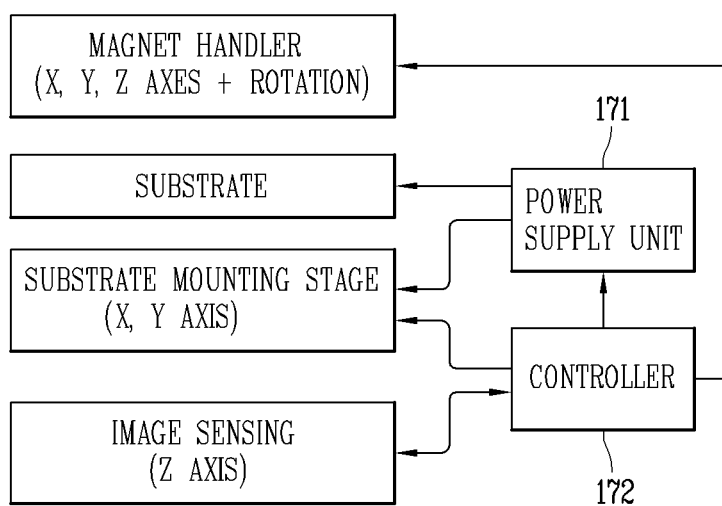 MAGNET HANDLER
(X, Y, Z AXES + ROTATION)
171
SUBSTRATE
POWER
SUPPLY UNIT
SUBSTRATE MOUNTING STAGE
(X, Y AXIS)
CONTROLLER
IMAGE SENSING
(Z AXIS)
172